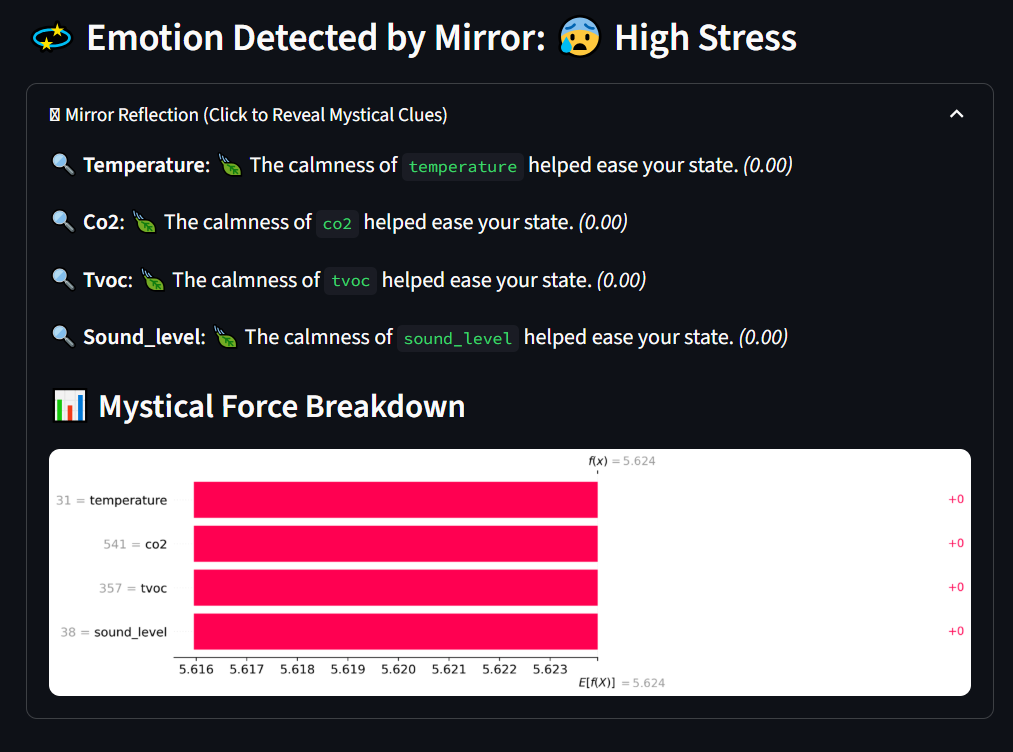 Emotion Detected by Mirror: 😰 High Stress
Mirror Reflection (Click to Reveal Mystical Clues)
Temperature: The calmness of temperature helped ease your state. (0.00)
Co2: The calmness of co2 helped ease your state. (0.00)
Tvoc: The calmness of tvoc helped ease your state. (0.00)
Sound_level: The calmness of sound_level helped ease your state. (0.00)
Mystical Force Breakdown
f(x) = 5.624
31 = temperature +0
541 = co2 +0
357 = tvoc +0
38 = sound_level +0
5.616 5.617 5.618 5.619 5.620 5.621 5.622 5.623
E[f(X)] = 5.624